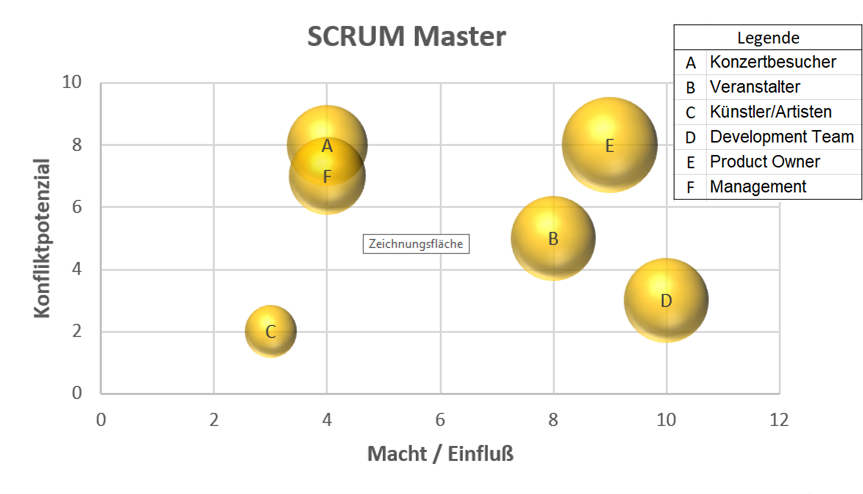 SCRUM Master
Legende
A Konzertbesucher
B Veranstalter
C Künstler/Artisten
D Development Team
E Product Owner
F Management
Konfliktpotenzial
10
8
6
4
2
0
A
F
E
B
D
C
Zeichnungsfläche
0 2 4 6 8 10 12
Macht / Einfluß